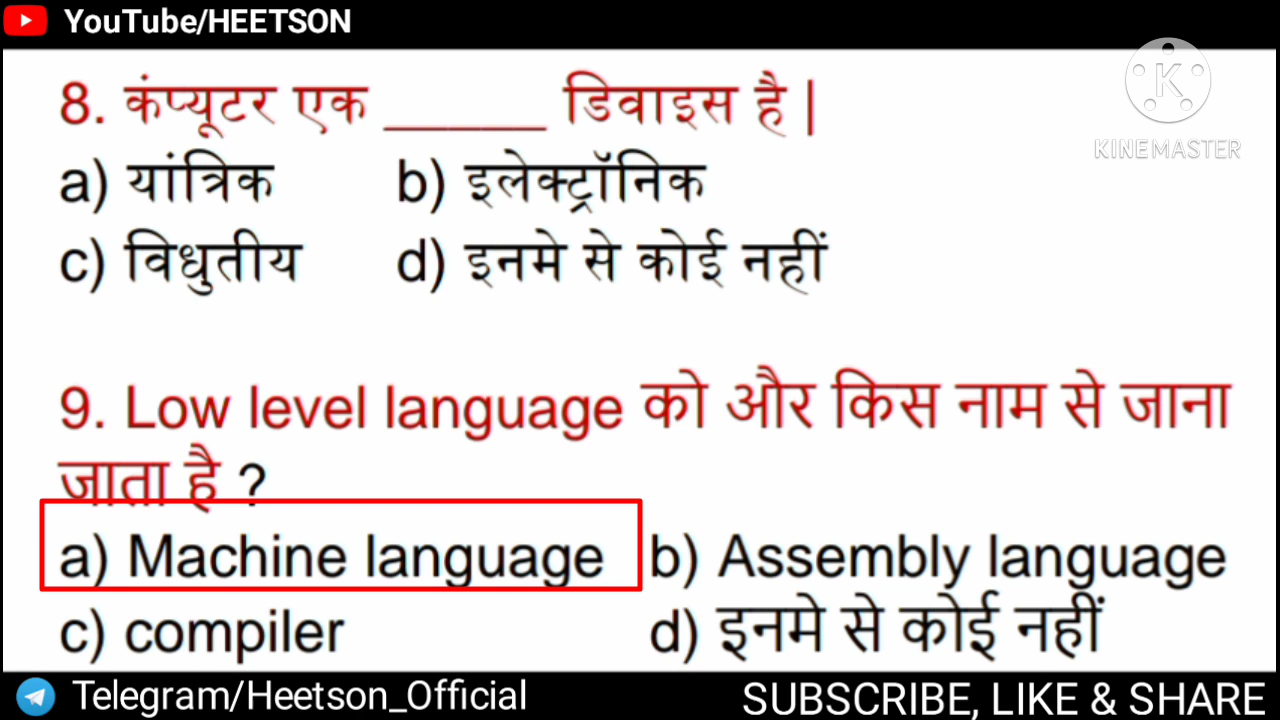 YouTube/HEETSON
8. कंप्यूटर एक _____ डिवाइस है |
K
KINEMASTER
a) यांत्रिक b) इलेक्ट्रॉनिक
c) विधुतीय d) इनमे से कोई नहीं
9. Low level language को और किस नाम से जाना
जाता है ?
a) Machine language b) Assembly language
c) compiler d) इनमे से कोई नहीं
Telegram/Heetson_Official SUBSCRIBE, LIKE & SHARE